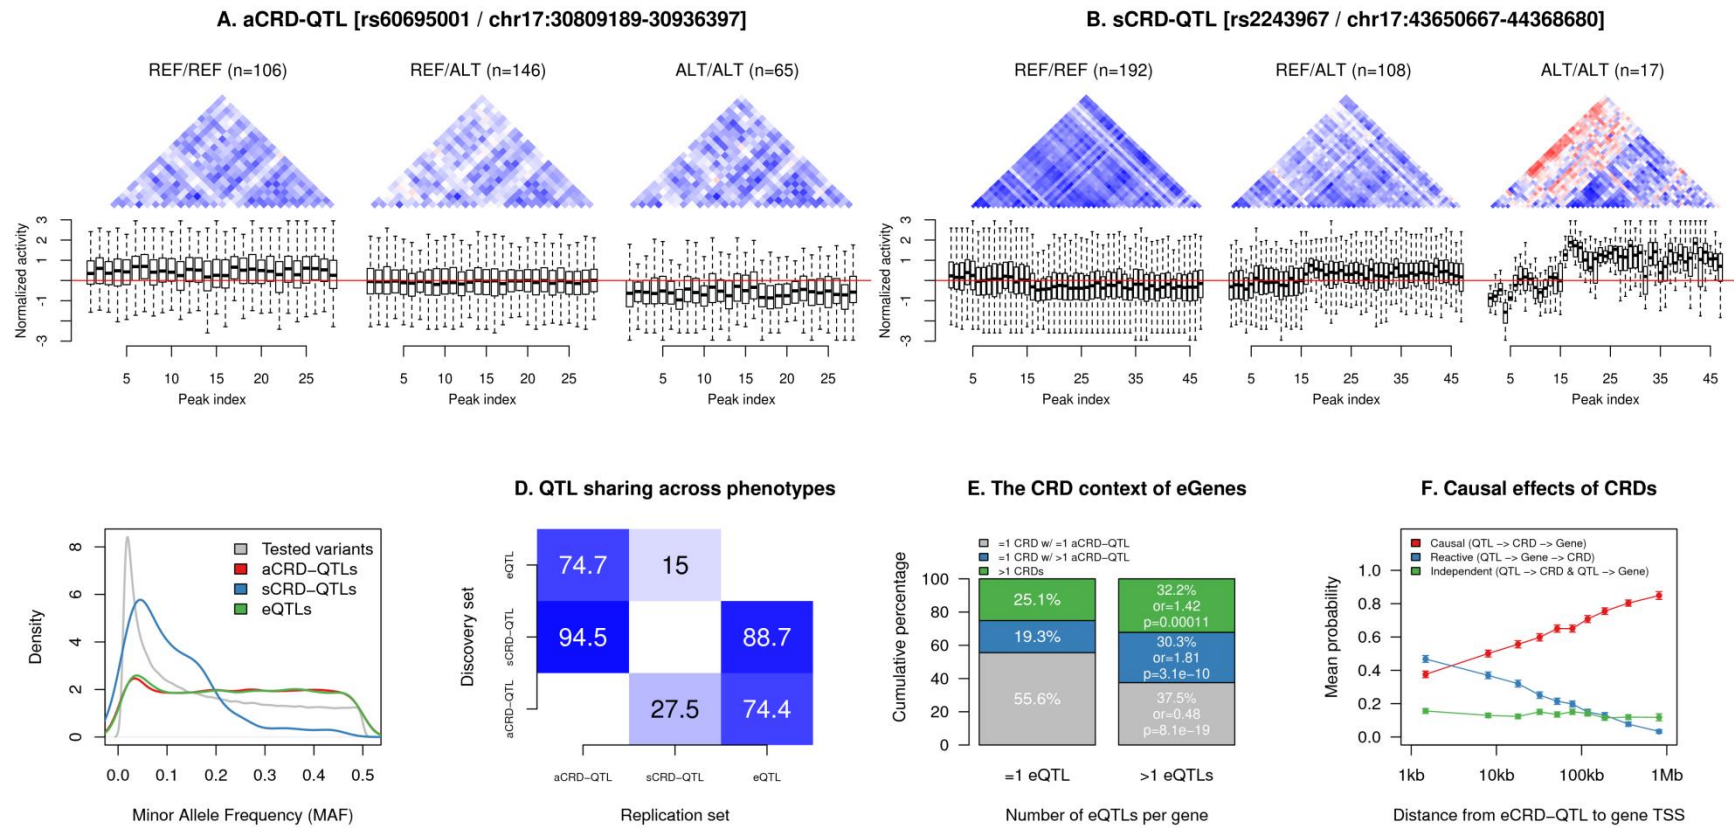 A. aCRD-QTL [rs60695001 / chr17:30809189-30936397]
REF/REF (n=106)
REF/ALT (n=146)
ALT/ALT (n=65)
Normalized activity
3
2
1
-1
-3
5 10 15 20 25
Peak index
5 10 15 20 25
Peak index
5 15 25
Peak index
B. sCRD-QTL [rs2243967 / chr17:43650667-44368680]
REF/REF (n=192)
REF/ALT (n=108)
ALT/ALT (n=17)
Normalized activity
3
2
1
-1
-3
5 15 25 35 45
Peak index
5 15 25 35 45
Peak index
5 15 25 35 45
Peak index
Tested variants
aCRD−QTLs
sCRD−QTLs
eQTLs
Density
8
6
4
2
0
0.0 0.1 0.2 0.3 0.4 0.5
Minor Allele Frequency (MAF)
D. QTL sharing across phenotypes
Discovery set
eQTL
sCRD−QTL
aCRD−QTL
74.7 15
94.5 88.7
27.5 74.4
aCRD−QTL sCRD−QTL eQTL
Replication set
E. The CRD context of eGenes
=1 CRD w/ =1 aCRD−QTL
=1 CRD w/ >1 aCRD−QTL
>1 CRDs
Cumulative percentage
100
80
60
40
20
0
25.1%
19.3%
55.6%
32.2%
or=1.42
p=0.00011
30.3%
or=1.81
p=3.1e−10
37.5%
or=0.48
p=8.1e−19
=1 eQTL >1 eQTLs
Number of eQTLs per gene
F. Causal effects of CRDs
Causal (QTL −> CRD −> Gene)
Reactive (QTL −> Gene −> CRD)
Independent (QTL −> CRD & QTL −> Gene)
Mean probability
1.0
0.8
0.6
0.4
0.2
0.0
1kb 10kb 100kb 1Mb
Distance from eCRD−QTL to gene TSS